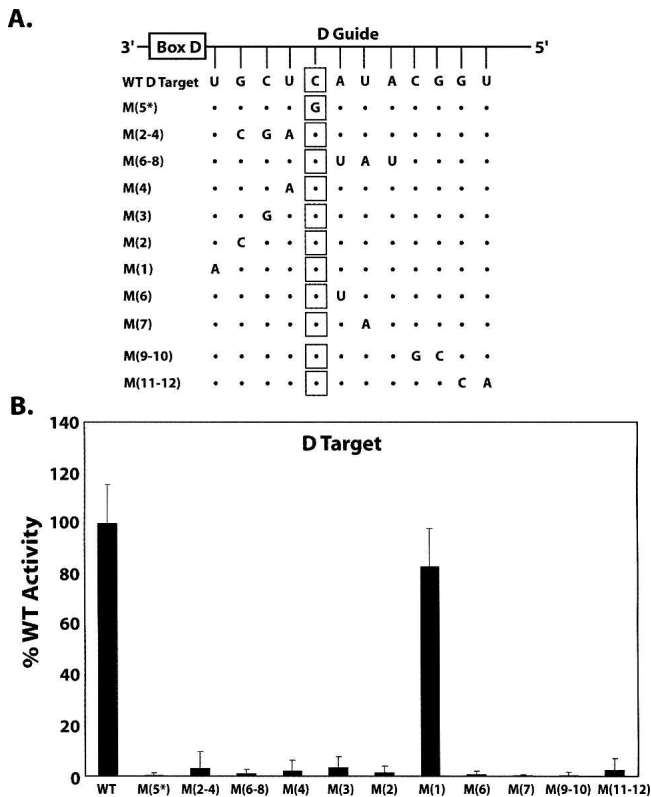 A.
D Guide
3' Box D 5'
WT D Target U G C U C A U A C G G U
M(5*) • • • • G • • • • • • •
M(2-4) • C G A • • • • • • • •
M(6-8) • • • • • U A U • • • •
M(4) • • • A • • • • • • • •
M(3) • • G • • • • • • • • •
M(2) • C • • • • • • • • • •
M(1) A • • • • • • • • • • •
M(6) • • • • • U • • • • • •
M(7) • • • • • • A • • • • •
M(9-10) • • • • • • • • G C • •
M(11-12) • • • • • • • • • • C A
B.
D Target
% WT Activity
140
120
100
80
60
40
20
0
WT M(5*) M(2-4) M(6-8) M(4) M(3) M(2) M(1) M(6) M(7) M(9-10) M(11-12)